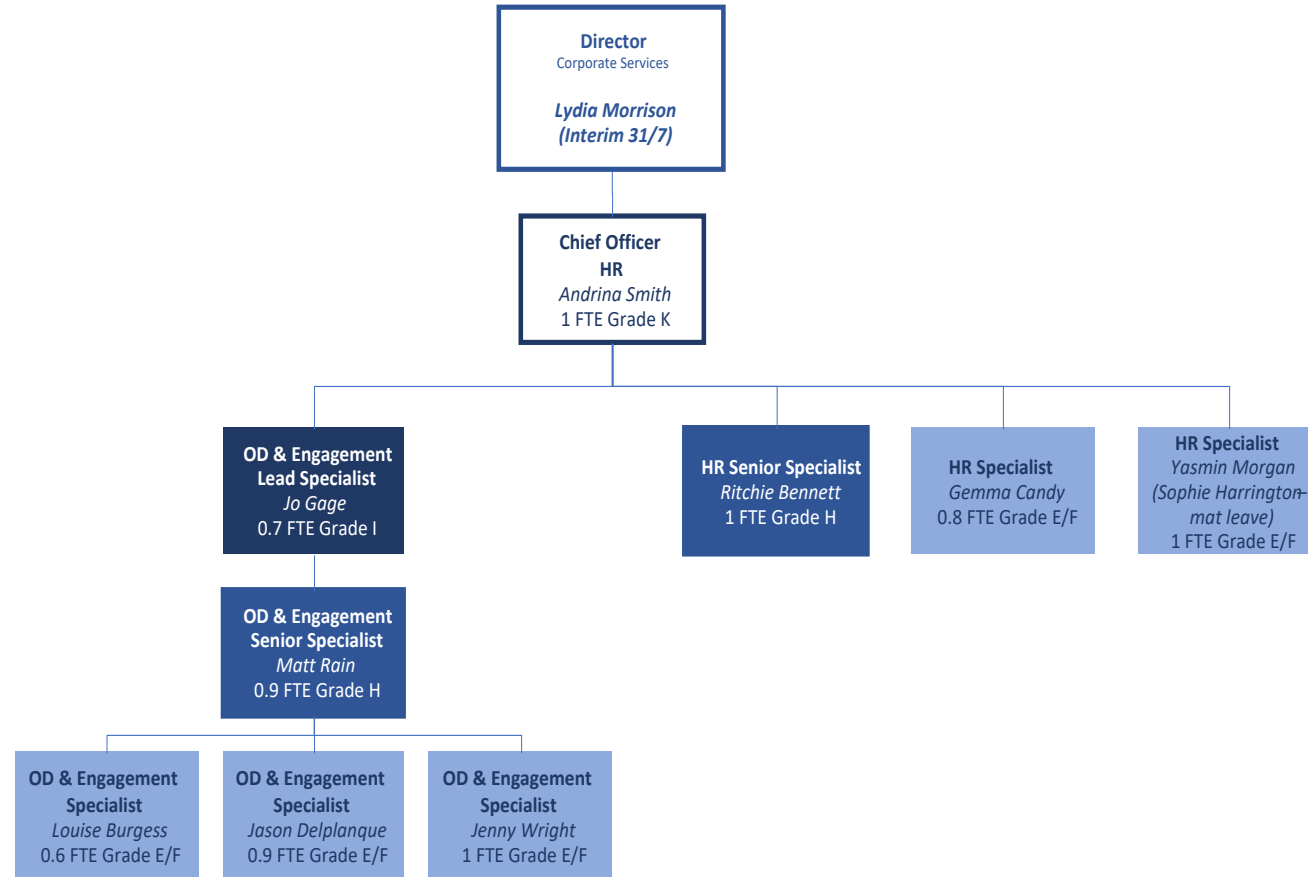 Director
Corporate Services
Lydia Morrison
(Interim 31/7)
Chief Officer
HR
Andrina Smith
1 FTE Grade K
OD & Engagement
Lead Specialist
Jo Gage
0.7 FTE Grade I
HR Senior Specialist
Ritchie Bennett
1 FTE Grade H
HR Specialist
Gemma Candy
0.8 FTE Grade E/F
HR Specialist
Yasmin Morgan
(Sophie Harrington–
mat leave)
1 FTE Grade E/F
OD & Engagement
Senior Specialist
Matt Rain
0.9 FTE Grade H
OD & Engagement
Specialist
Louise Burgess
0.6 FTE Grade E/F
OD & Engagement
Specialist
Jason Delplanque
0.9 FTE Grade E/F
OD & Engagement
Specialist
Jenny Wright
1 FTE Grade E/F